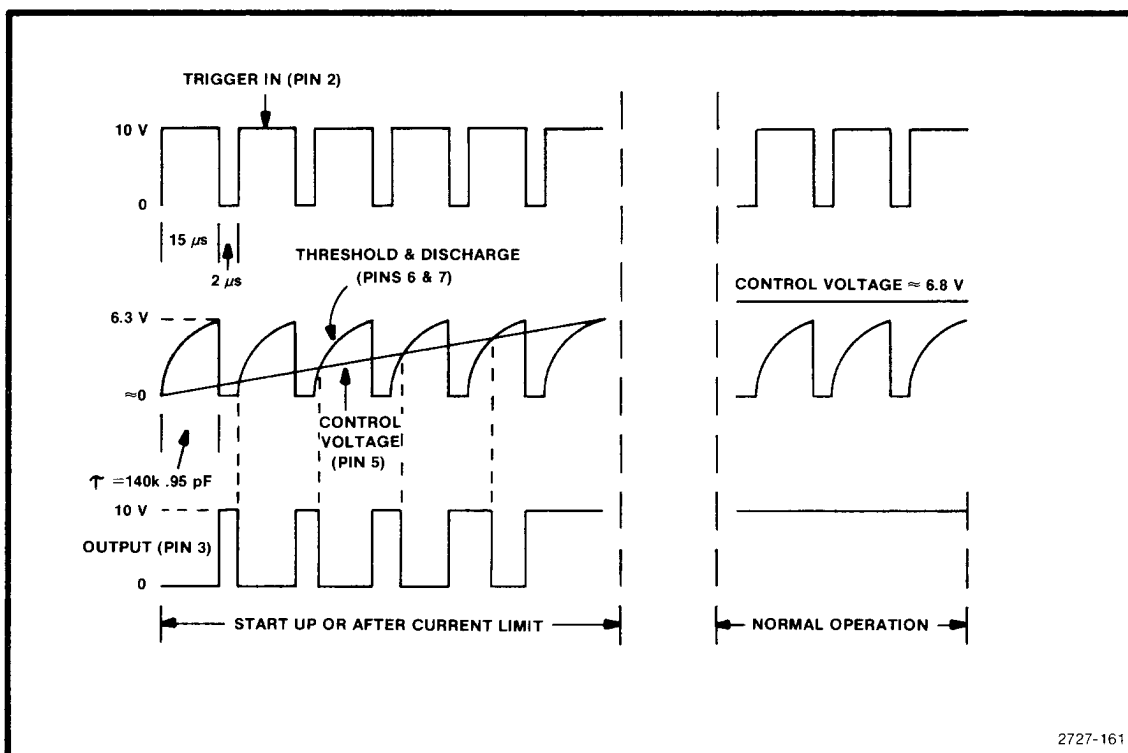 TRIGGER IN (PIN 2)
10 V
0
15 μs
2 μs
THRESHOLD & DISCHARGE
(PINS 6 & 7)
CONTROL VOLTAGE ≈ 6.8 V
6.3 V
≈0
CONTROL
VOLTAGE
(PIN 5)
τ =140k .95 pF
10 V
OUTPUT (PIN 3)
0
START UP OR AFTER CURRENT LIMIT
NORMAL OPERATION
2727-161